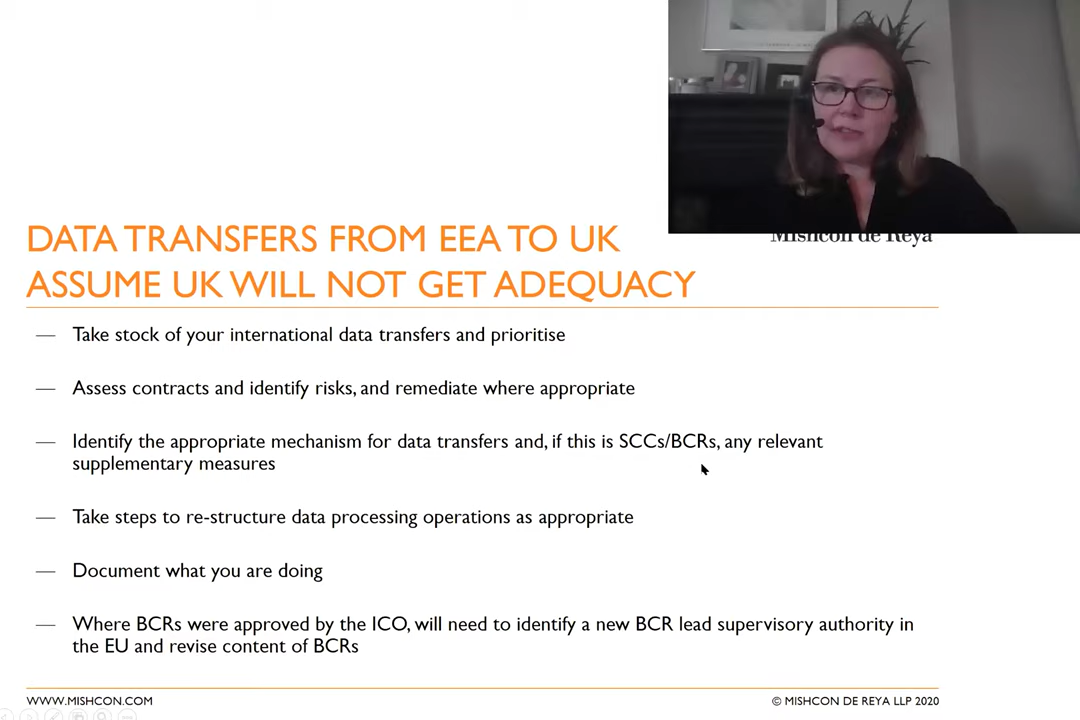 Mishcon de Reya
DATA TRANSFERS FROM EEA TO UK
ASSUME UK WILL NOT GET ADEQUACY
— Take stock of your international data transfers and prioritise
— Assess contracts and identify risks, and remediate where appropriate
— Identify the appropriate mechanism for data transfers and, if this is SCCs/BCRs, any relevant
supplementary measures
— Take steps to re-structure data processing operations as appropriate
— Document what you are doing
— Where BCRs were approved by the ICO, will need to identify a new BCR lead supervisory authority in
the EU and revise content of BCRs
WWW.MISHCON.COM
© MISHCON DE REYA LLP 2020